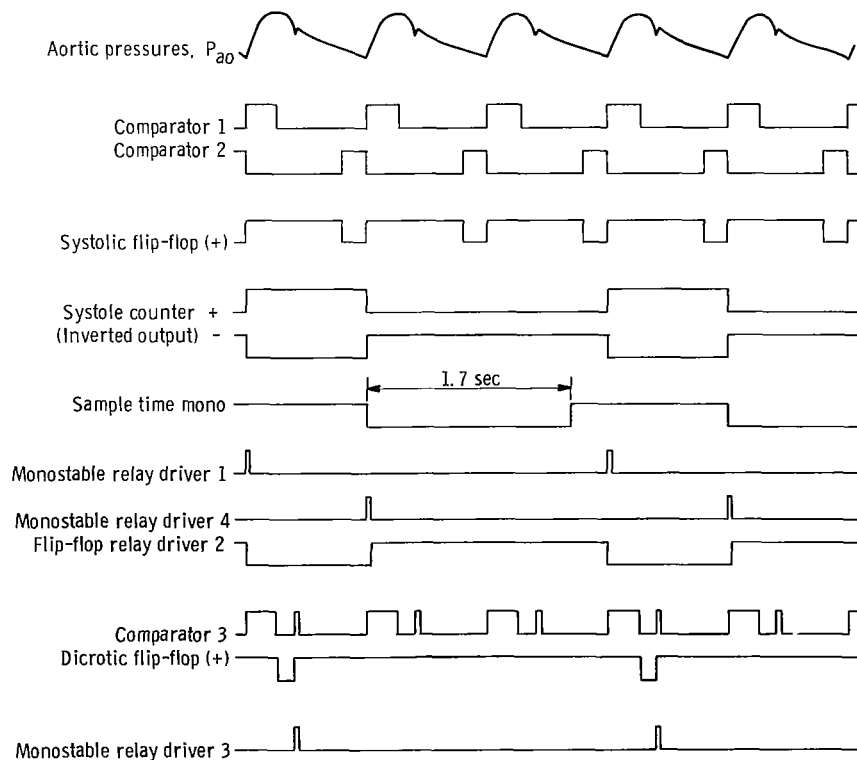 Aortic pressures, Pao
Comparator 1
Comparator 2
Systolic flip-flop (+)
Systole counter +
(Inverted output) -
1.7 sec
Sample time mono
Monostable relay driver 1
Monostable relay driver 4
Flip-flop relay driver 2
Comparator 3
Dicrotic flip-flop (+)
Monostable relay driver 3